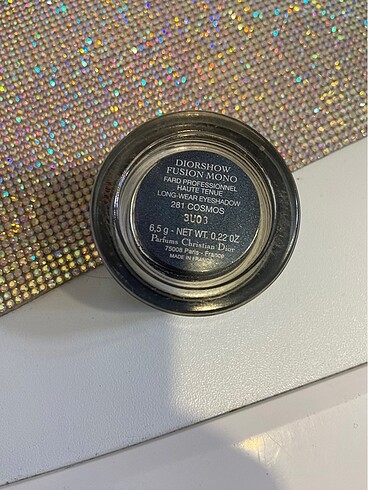 DIORSHOW
FUSION MONO
FARD PROFESSIONNEL
HAUTE TENUE
LONG-WEAR EYESHADOW
281 COSMOS
3U03
6.5 g - NET WT. 0.22 OZ
Parfums Christian Dior
75008 Paris - France
MADE IN FRANCE